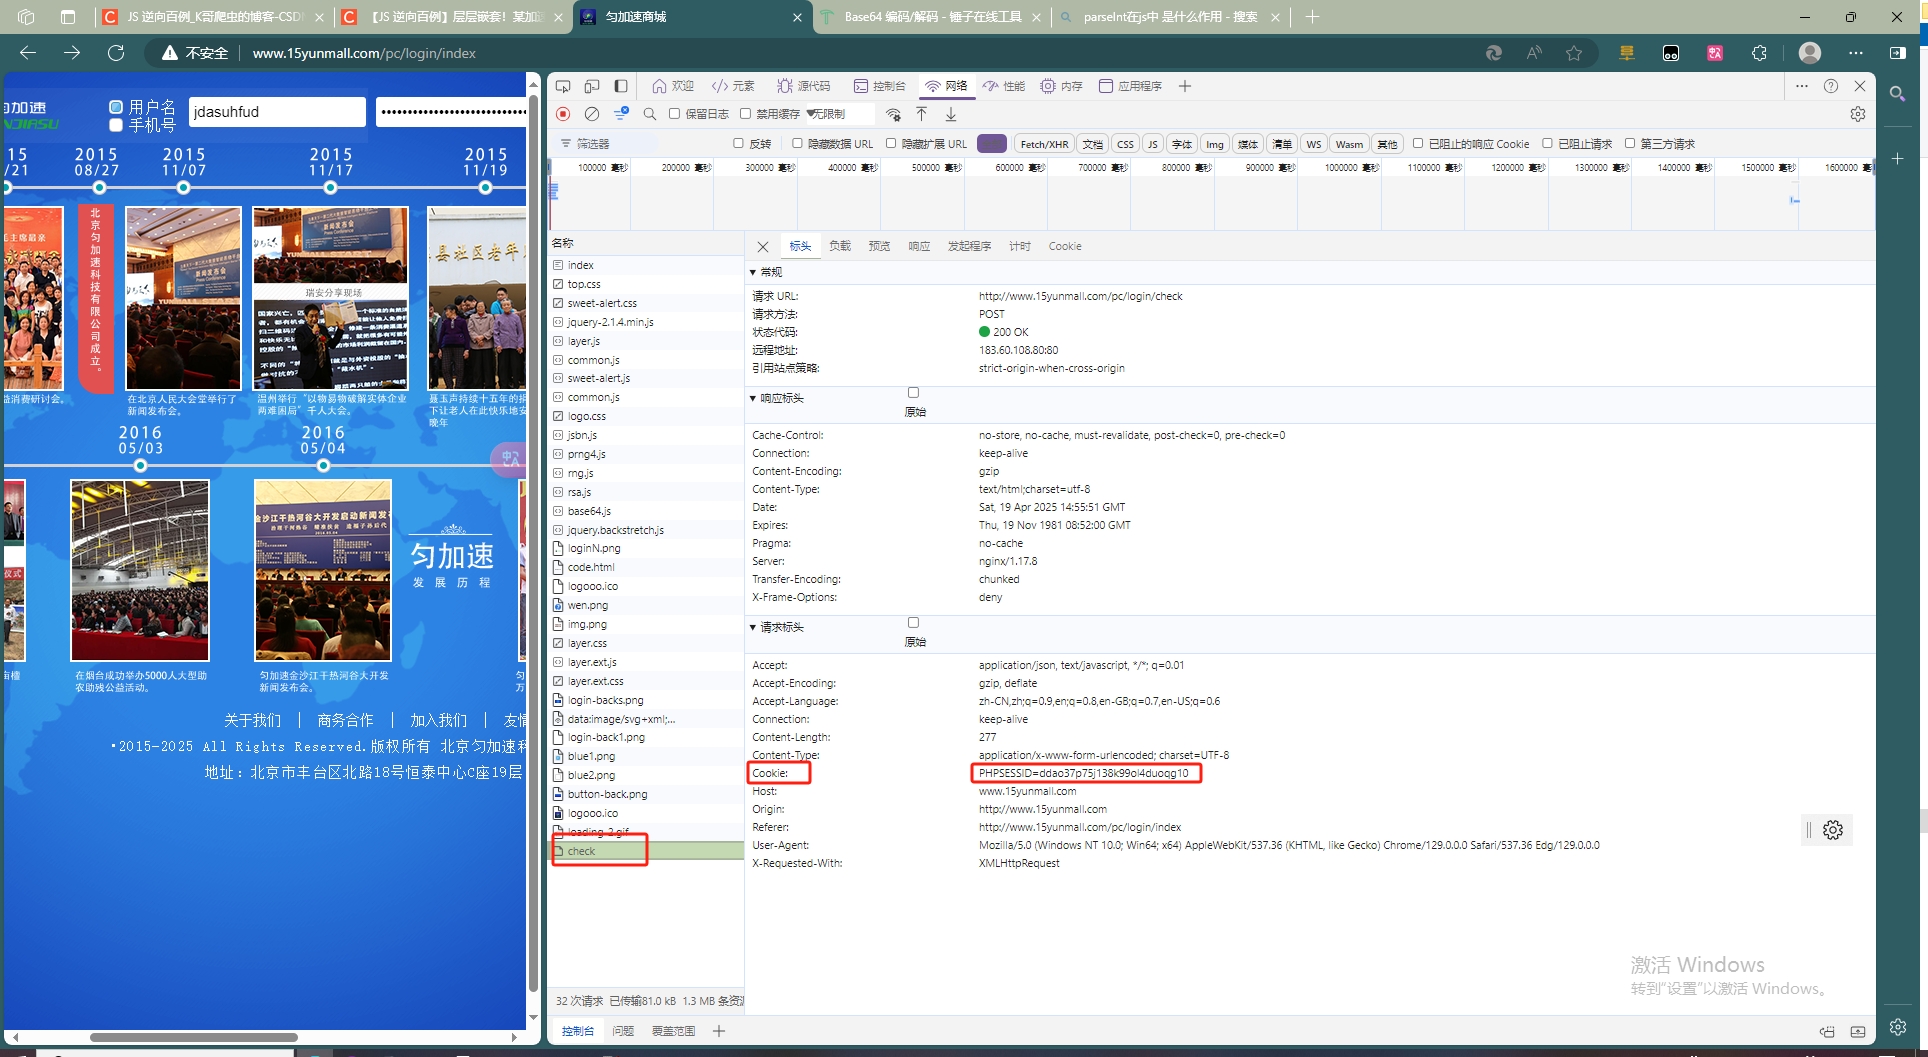 JS 逆向百例_K哥爬虫的博客-CSD
【JS 逆向百例】层层嵌套！某加速
匀加速商城
Base64 编码/解码 - 锤子在线工具
parseInt在js中 是什么作用 - 搜索
不安全
www.15yunmall.com/pc/login/index
匀加速
用户名
手机号
jdasuhfud
2015
08/27
2015
11/07
2015
11/17
2015
11/19
北京匀加速科技有限公司成立。
益消费研讨会。
在北京人民大会堂举行了
新闻发布会。
瑞安分享现场
温州举行“以物易物破解实体企业
两难困局”千人大会。
聂玉声持续十五年的捐
下让老人在此快乐地安
晚年
2016
05/03
2016
05/04
匀加速
发 展 历 程
在烟台成功举办5000人大型助
农助残公益活动。
匀加速金沙江干热河谷大开发
新闻发布会。
关于我们 | 商务合作 | 加入我们 | 友情
•2015-2025 All Rights Reserved.版权所有 北京匀加速科
地址：北京市丰台区北路18号恒泰中心C座19层
欢迎
元素
源代码
控制台
网络
性能
内存
应用程序
保留日志
禁用缓存
无限制
筛选器
反转
隐藏数据 URL
隐藏扩展 URL
Fetch/XHR
文档
CSS
JS
字体
Img
媒体
清单
WS
Wasm
其他
已阻止的响应 Cookie
已阻止请求
第三方请求
100000 毫秒
200000 毫秒
300000 毫秒
400000 毫秒
500000 毫秒
600000 毫秒
700000 毫秒
800000 毫秒
900000 毫秒
1000000 毫秒
1100000 毫秒
1200000 毫秒
1300000 毫秒
1400000 毫秒
1500000 毫秒
1600000 毫
名称
index
top.css
sweet-alert.css
jquery-2.1.4.min.js
layer.js
common.js
sweet-alert.js
common.js
logo.css
jsbn.js
prng4.js
rng.js
rsa.js
base64.js
jquery.backstretch.js
loginN.png
code.html
logooo.ico
wen.png
img.png
layer.css
layer.ext.js
layer.ext.css
login-backs.png
data:image/svg+xml;...
login-back1.png
blue1.png
blue2.png
button-back.png
logooo.ico
loading-2.gif
check
32 次请求 已传输81.0 kB 1.3 MB 条资源
标头
负载
预览
响应
发起程序
计时
Cookie
常规
请求 URL: http://www.15yunmall.com/pc/login/check
请求方法: POST
状态代码: 200 OK
远程地址: 183.60.108.80:80
引用站点策略: strict-origin-when-cross-origin
响应标头
原始
Cache-Control: no-store, no-cache, must-revalidate, post-check=0, pre-check=0
Connection: keep-alive
Content-Encoding: gzip
Content-Type: text/html;charset=utf-8
Date: Sat, 19 Apr 2025 14:55:51 GMT
Expires: Thu, 19 Nov 1981 08:52:00 GMT
Pragma: no-cache
Server: nginx/1.17.8
Transfer-Encoding: chunked
X-Frame-Options: deny
请求标头
原始
Accept: application/json, text/javascript, */*; q=0.01
Accept-Encoding: gzip, deflate
Accept-Language: zh-CN,zh;q=0.9,en;q=0.8,en-GB;q=0.7,en-US;q=0.6
Connection: keep-alive
Content-Length: 277
Content-Type: application/x-www-form-urlencoded; charset=UTF-8
Cookie: PHPSESSID=ddao37p75j138k99ol4duoqg10
Host: www.15yunmall.com
Origin: http://www.15yunmall.com
Referer: http://www.15yunmall.com/pc/login/index
User-Agent: Mozilla/5.0 (Windows NT 10.0; Win64; x64) AppleWebKit/537.36 (KHTML, like Gecko) Chrome/129.0.0.0 Safari/537.36 Edg/129.0.0.0
X-Requested-With: XMLHttpRequest
激活 Windows
转到“设置”以激活 Windows。
控制台
问题
覆盖范围